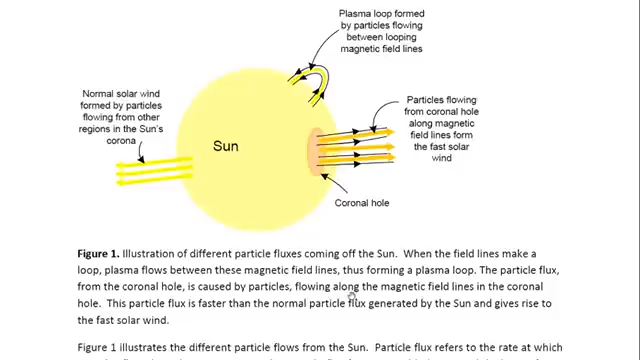 Plasma loop formed
by particles flowing
between looping
magnetic field lines
Normal solar wind
formed by particles
flowing from other
regions in the Sun's
corona
Particles flowing
from coronal hole
along magnetic
field lines form
the fast solar
wind
Sun
Coronal hole
Figure 1. Illustration of different particle fluxes coming off the Sun. When the field lines make a
loop, plasma flows between these magnetic field lines, thus forming a plasma loop. The particle flux,
from the coronal hole, is caused by particles, flowing along the magnetic field lines in the coronal
hole. This particle flux is faster than the normal particle flux generated by the Sun and gives rise to
the fast solar wind.
Figure 1 illustrates the different particle flows from the Sun. Particle flux refers to the rate at which